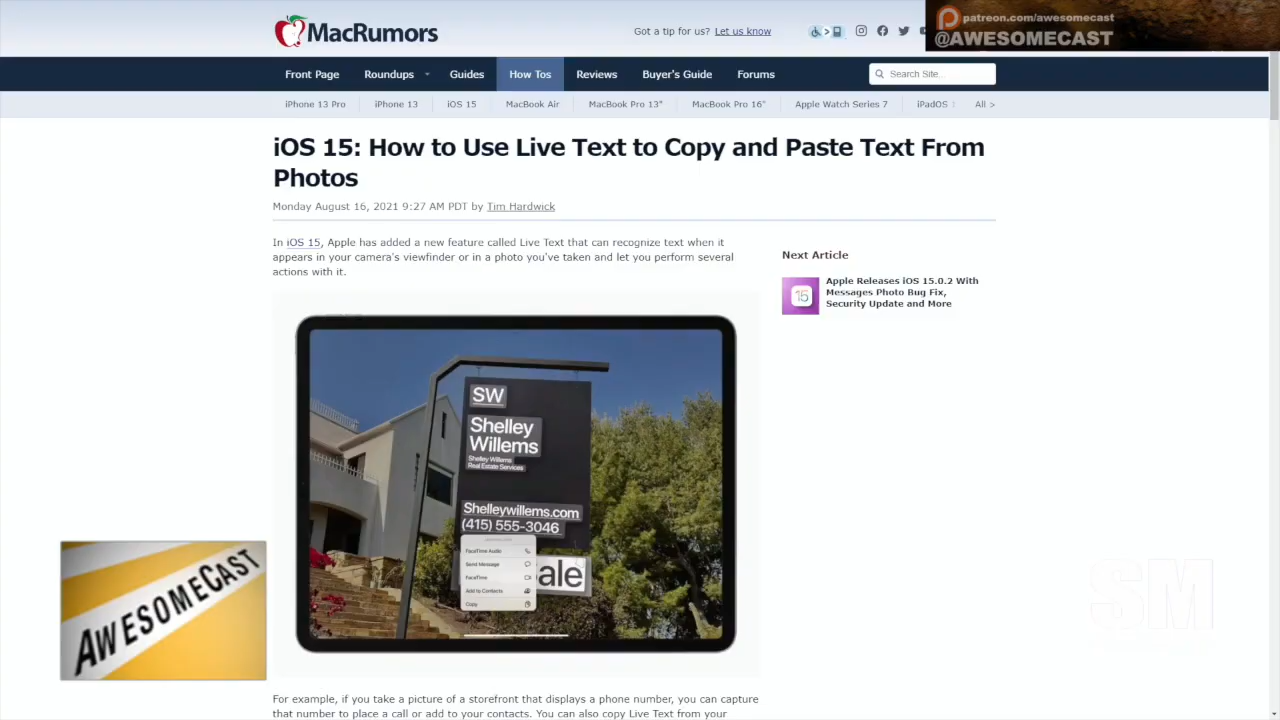 MacRumors
Got a tip for us? Let us know
patreon.com/awesomecast
@AWESOMECAST
Front Page
Roundups
Guides
How Tos
Reviews
Buyer's Guide
Forums
Search Site...
iPhone 13 Pro
iPhone 13
iOS 15
MacBook Air
MacBook Pro 13"
MacBook Pro 16"
Apple Watch Series 7
iPadOS
All >
iOS 15: How to Use Live Text to Copy and Paste Text From
Photos
Monday August 16, 2021 9:27 AM PDT by Tim Hardwick
In iOS 15, Apple has added a new feature called Live Text that can recognize text when it
appears in your camera's viewfinder or in a photo you've taken and let you perform several
actions with it.
Next Article
15
Apple Releases iOS 15.0.2 With
Messages Photo Bug Fix,
Security Update and More
SW
Shelley
Willems
Shelley Willems
Real Estate Services
Shelleywillems.com
(415) 555-3046
FaceTime Audio
Send Message
FaceTime
Add to Contacts
Copy
ale
AWESOMECAST
SM
For example, if you take a picture of a storefront that displays a phone number, you can capture
that number to place a call or add to your contacts. You can also copy Live Text from your